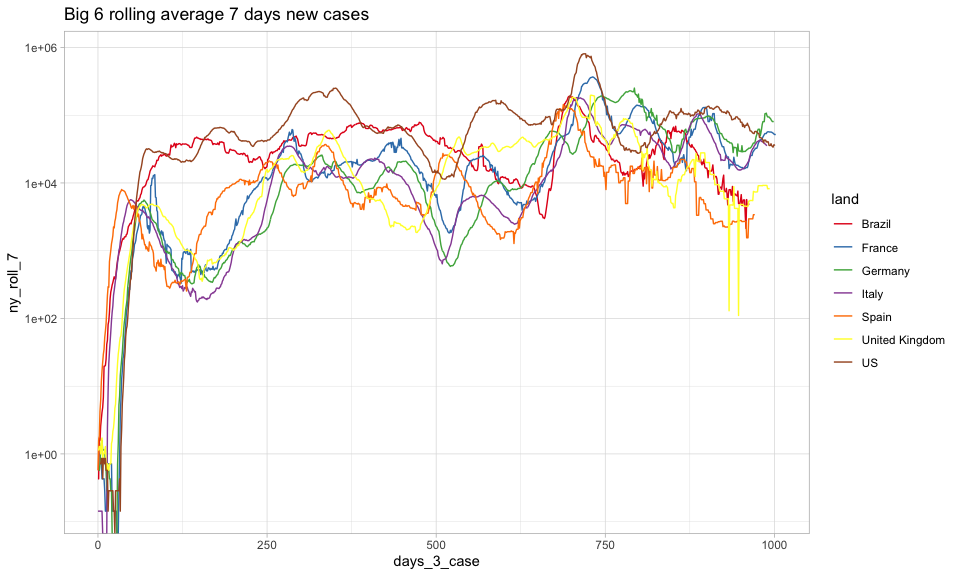 Big 6 rolling average 7 days new cases
1e+06
1e+04
1e+02
1e+00
ny_roll_7
0
250
500
750
1000
days_3_case
land
Brazil
France
Germany
Italy
Spain
United Kingdom
US